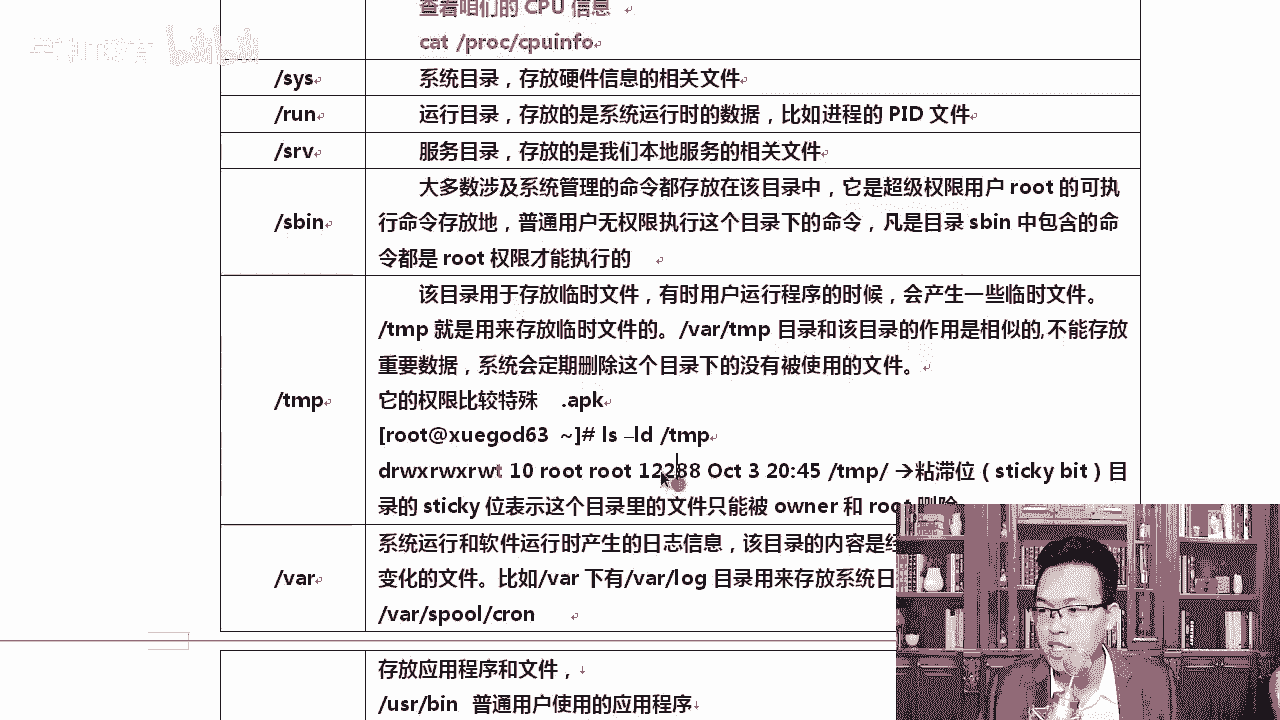 查看咱们的 CPU 信息
cat /proc/cpuinfo
/sys
系统目录，存放硬件信息的相关文件
/run
运行目录，存放的是系统运行时的数据，比如进程的 PID 文件
/srv
服务目录，存放的是我们本地服务的相关文件
/sbin
大多数涉及系统管理的命令都存放在该目录中，它是超级权限用户 root 的可执
行命令存放地，普通用户无权限执行这个目录下的命令，凡是目录 sbin 中包含的命
令都是 root 权限才能执行的
/tmp
该目录用于存放临时文件，有时用户运行程序的时候，会产生一些临时文件。
/tmp 就是用来存放临时文件的。/var/tmp 目录和该目录的作用是相似的,不能存放
重要数据，系统会定期删除这个目录下的没有被使用的文件。
它的权限比较特殊 .apk
[root@xuegod63 ~]# ls –ld /tmp
drwxrwxrwt 10 root root 12288 Oct 3 20:45 /tmp/ →粘滞位（sticky bit）目
录的 sticky 位表示这个目录里的文件只能被 owner 和 root 删除
/var
系统运行和软件运行时产生的日志信息，该目录的内容是经
变化的文件。比如/var 下有/var/log 目录用来存放系统日
/var/spool/cron
存放应用程序和文件，
/usr/bin 普通用户使用的应用程序